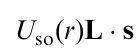 U_so(r)L · s